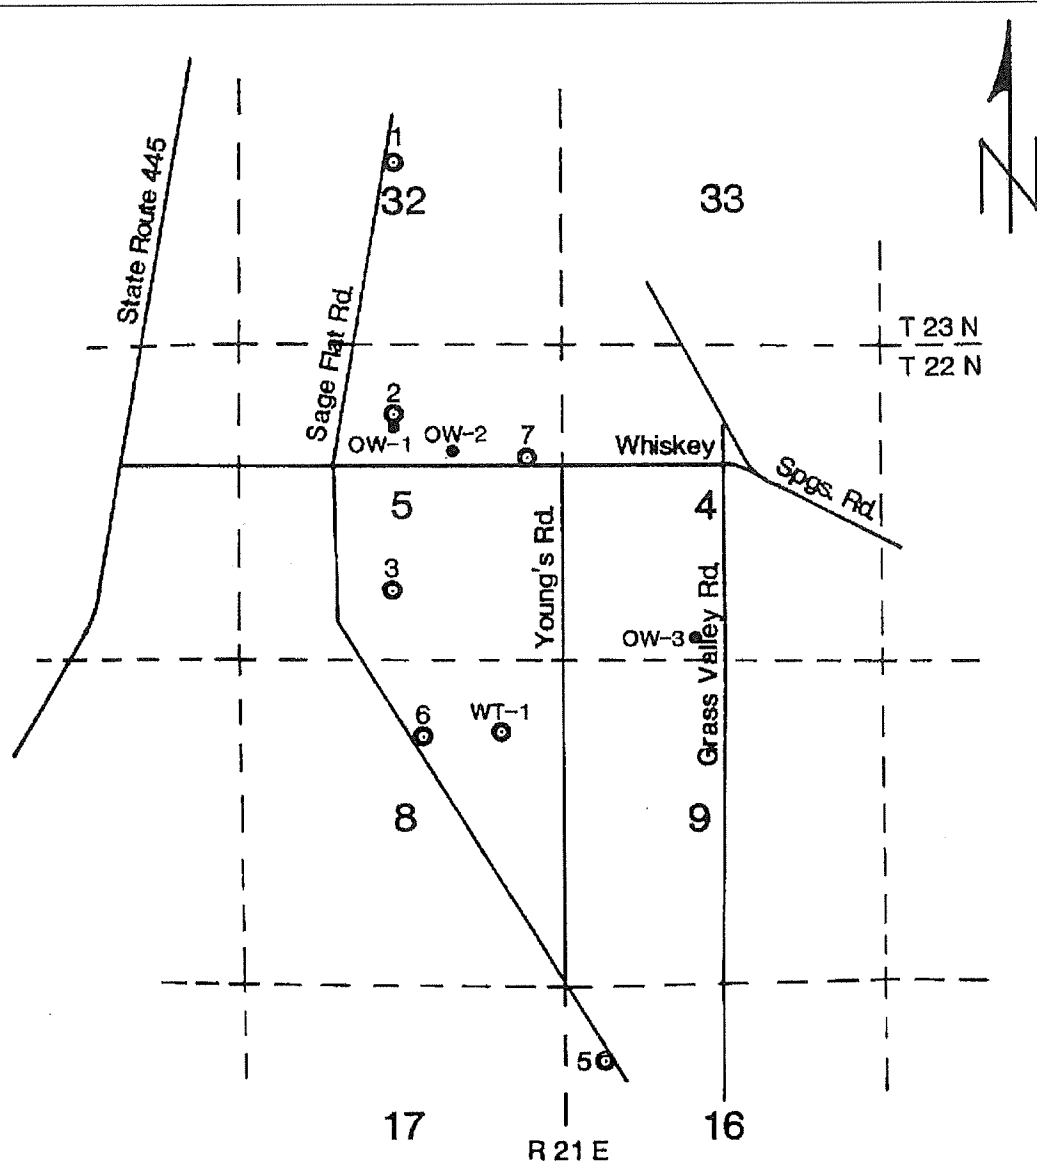 N
1
32
33
State Route 445
Sage Flat Rd.
T 23 N
T 22 N
2
OW-1
OW-2
7
Whiskey
Spgs. Rd.
5
4
3
Young's Rd.
Grass Valley Rd.
OW-3
6
WT-1
8
9
5
17
16
R 21 E